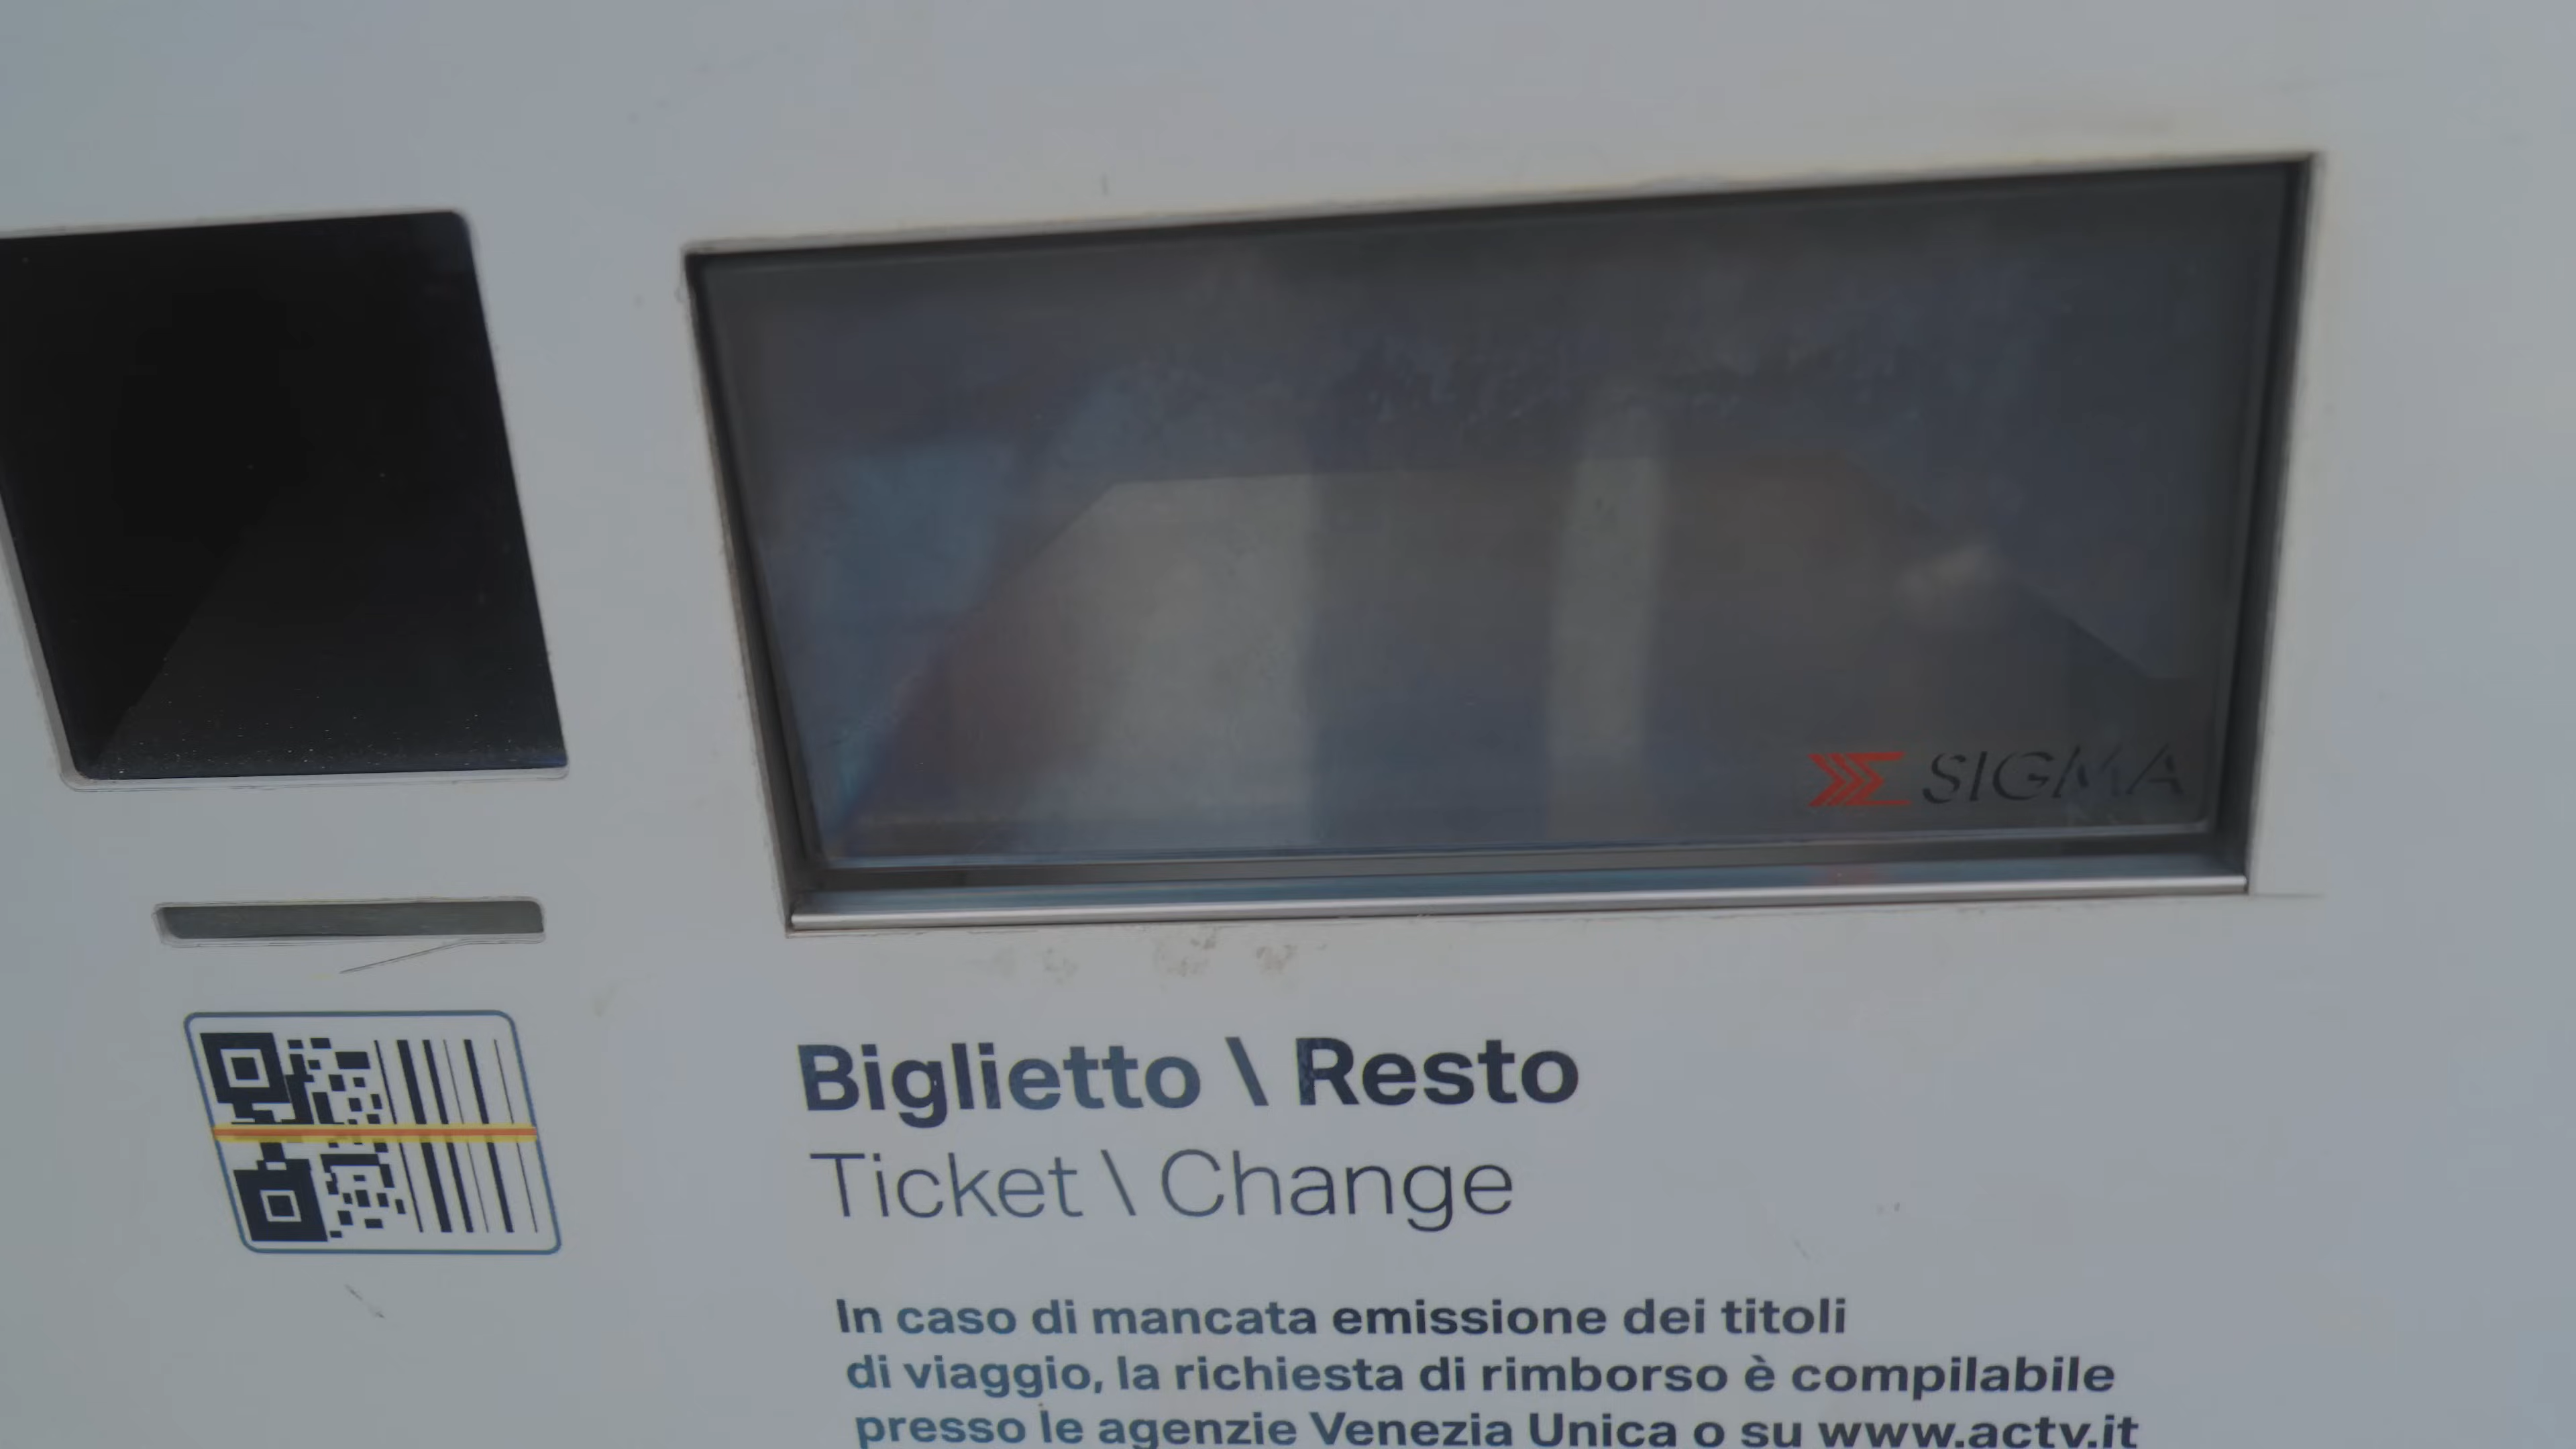 SIGMA
Biglietto \ Resto
Ticket \ Change
In caso di mancata emissione dei titoli
di viaggio, la richiesta di rimborso è compilabile
presso le agenzie Venezia Unica o su www.actv.it